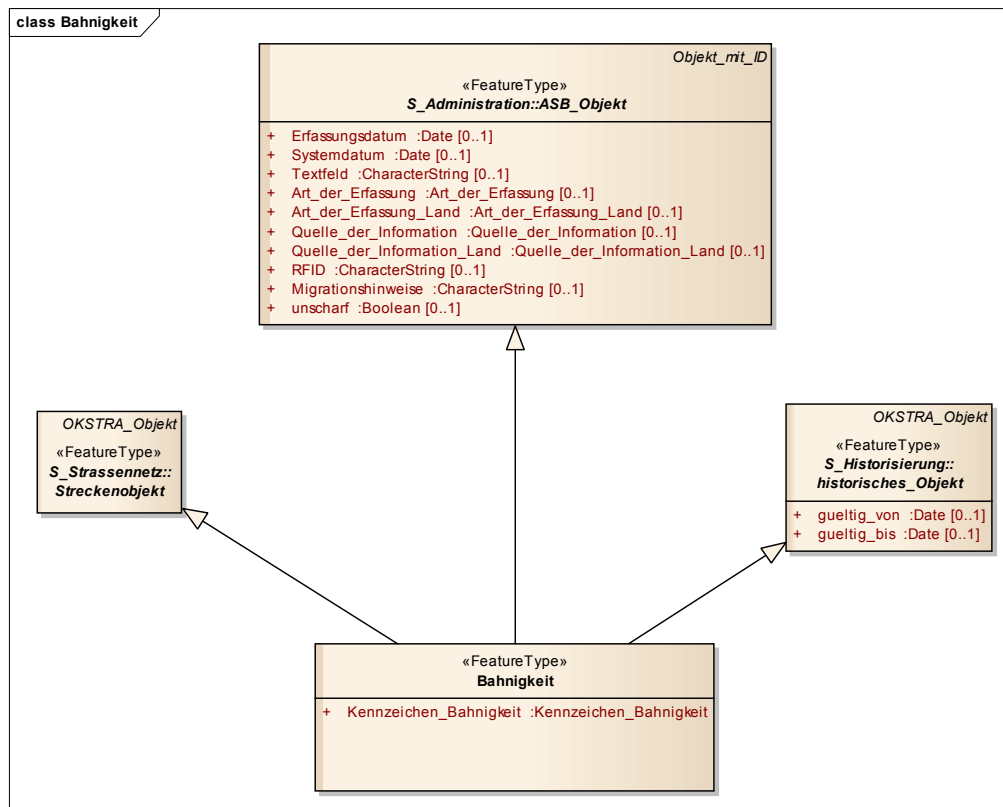 class Bahnigkeit
Objekt_mit_ID
«FeatureType»
S_Administration::ASB_Objekt
+ Erfassungsdatum :Date [0..1]
+ Systemdatum :Date [0..1]
+ Textfeld :CharacterString [0..1]
+ Art_der_Erfassung :Art_der_Erfassung [0..1]
+ Art_der_Erfassung_Land :Art_der_Erfassung_Land [0..1]
+ Quelle_der_Information :Quelle_der_Information [0..1]
+ Quelle_der_Information_Land :Quelle_der_Information_Land [0..1]
+ RFID :CharacterString [0..1]
+ Migrationshinweise :CharacterString [0..1]
+ unscharf :Boolean [0..1]
OKSTRA_Objekt
«FeatureType»
S_Strassennetz::
Streckenobjekt
OKSTRA_Objekt
«FeatureType»
S_Historisierung::
historisches_Objekt
+ gueltig_von :Date [0..1]
+ gueltig_bis :Date [0..1]
«FeatureType»
Bahnigkeit
+ Kennzeichen_Bahnigkeit :Kennzeichen_Bahnigkeit